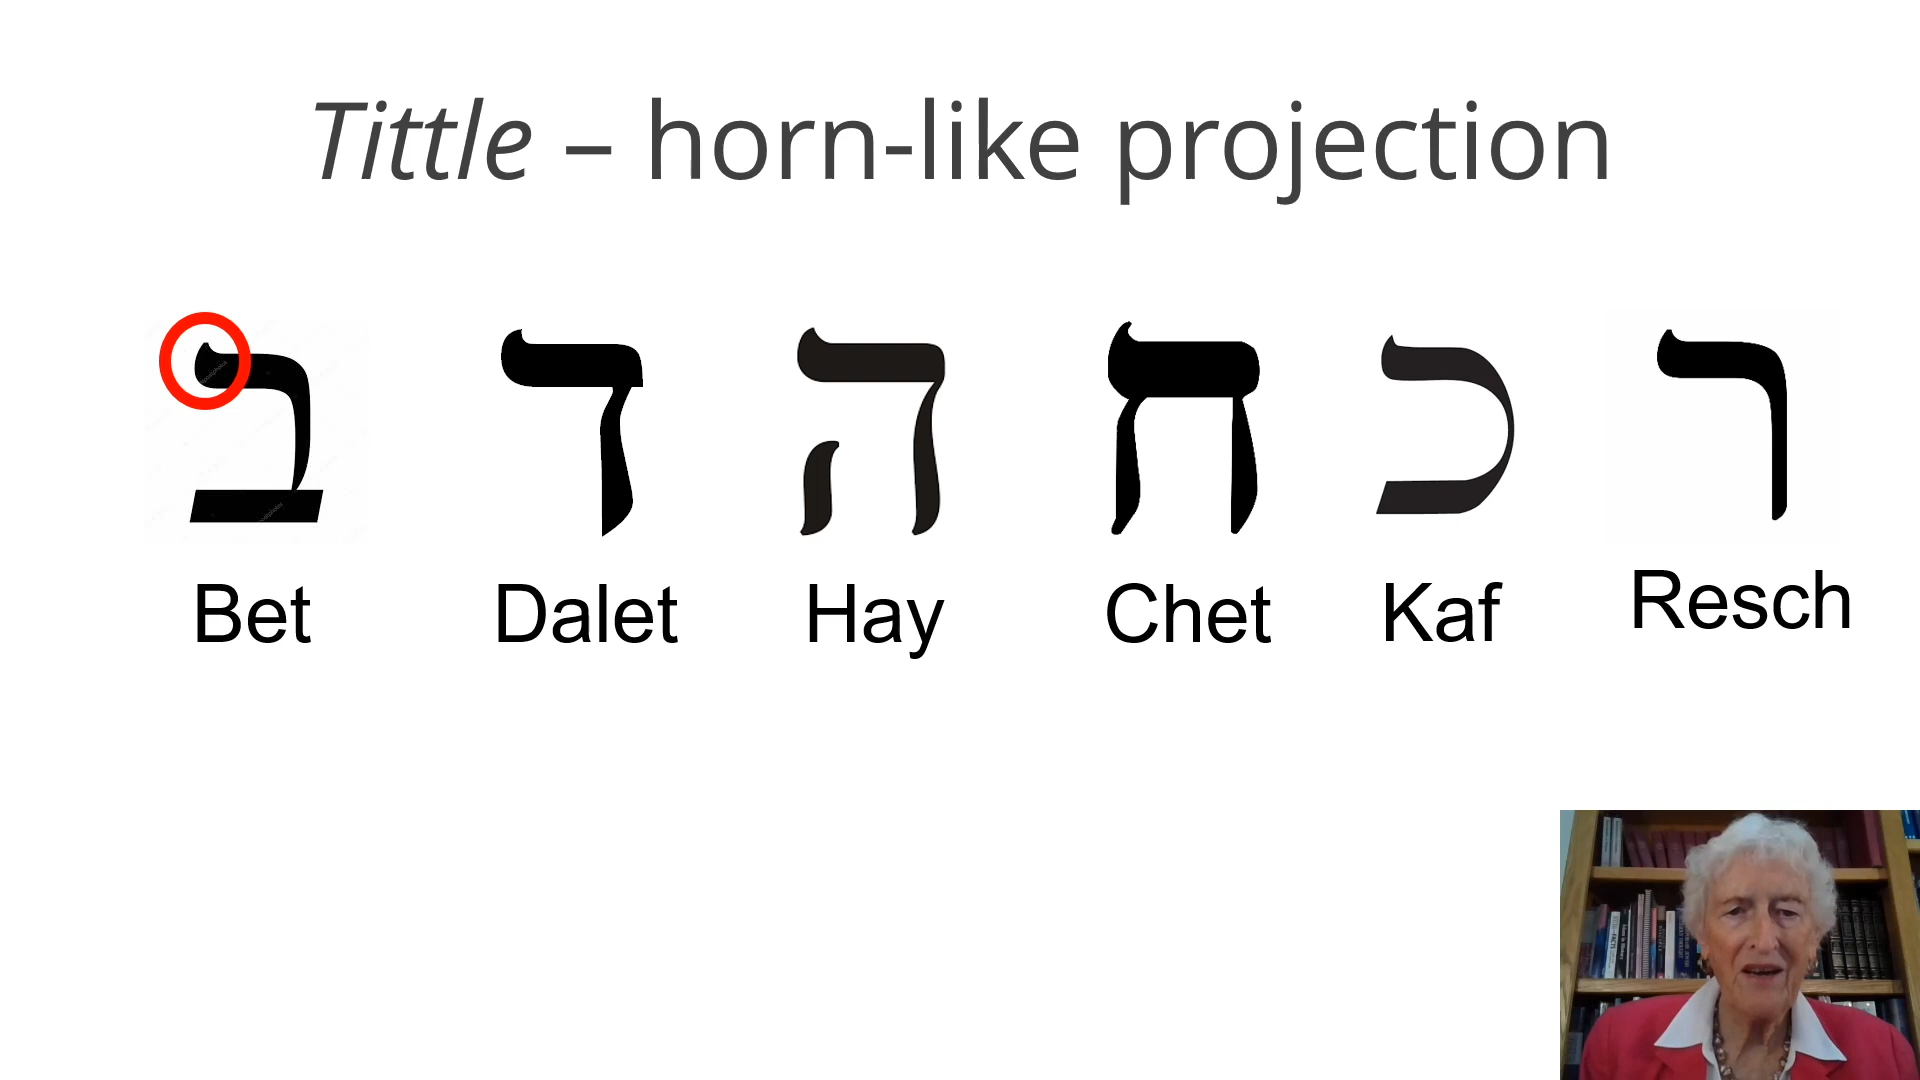 Tittle – horn-like projection
ב ד ה ח כ ר
Bet Dalet Hay Chet Kaf Resch